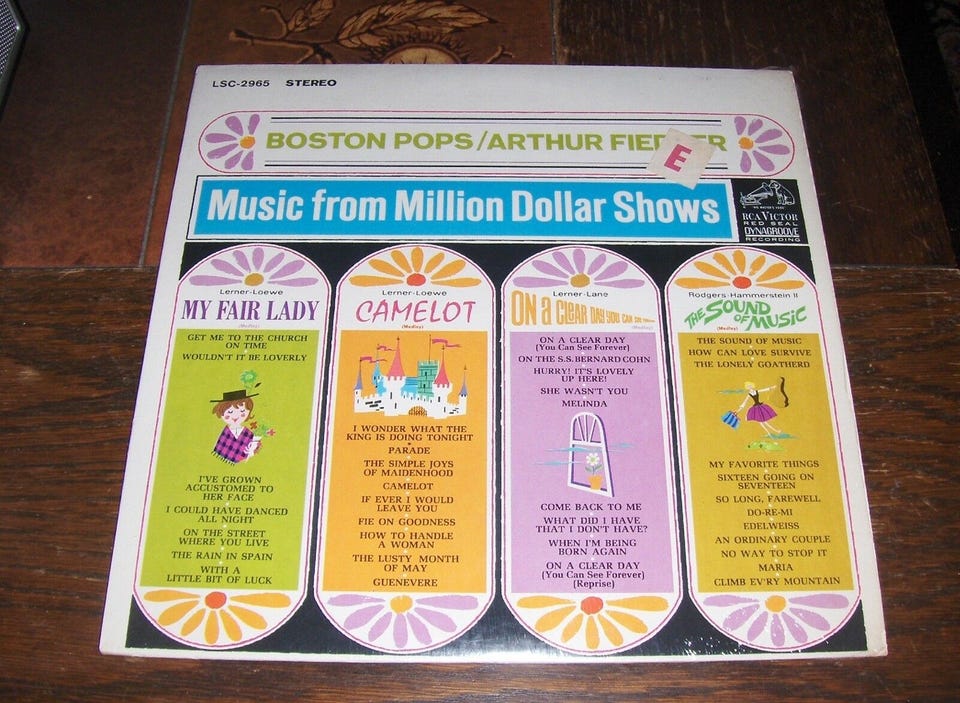 LSC-2965 STEREO
BOSTON POPS/ARTHUR
E
Music from Million Dollar Shows
RCA VICTOR
RED SEAL
DYNAGROOVE
RECORDING
Lerner-Loewe
MY FAIR LADY
(Medley)
GET ME TO THE CHURCH
ON TIME
WOULDN'T IT BE LOVERLY
I'VE GROWN
ACCUSTOMED TO
HER FACE
I COULD HAVE DANCED
ALL NIGHT
ON THE STREET
WHERE YOU LIVE
THE RAIN IN SPAIN
WITH A
LITTLE BIT OF LUCK
Lerner-Loewe
CAMELOT
(Medley)
I WONDER WHAT THE
KING IS DOING TONIGHT
PARADE
THE SIMPLE JOYS
OF MAIDENHOOD
CAMELOT
IF EVER I WOULD
LEAVE YOU
FIE ON GOODNESS
HOW TO HANDLE
A WOMAN
THE LUSTY MONTH
OF MAY
GUENEVERE
Lerner-Lane
ON A CLEAR DAY YOU CAN SEE
(Medley)
ON A CLEAR DAY
(You Can See Forever)
ON THE S.S. BERNARD COHN
HURRY! IT'S LOVELY
UP HERE!
SHE WASN'T YOU
MELINDA
COME BACK TO ME
WHAT DID I HAVE
THAT I DON'T HAVE?
WHEN I'M BEING
BORN AGAIN
ON A CLEAR DAY
(You Can See Forever)
(Reprise)
Rodgers-Hammerstein II
THE SOUND
OF MUSIC
(Medley)
THE SOUND OF MUSIC
HOW CAN LOVE SURVIVE
THE LONELY GOATHERD
MY FAVORITE THINGS
SIXTEEN GOING ON
SEVENTEEN
SO LONG, FAREWELL
DO-RE-MI
EDELWEISS
AN ORDINARY COUPLE
NO WAY TO STOP IT
MARIA
CLIMB EV'RY MOUNTAIN